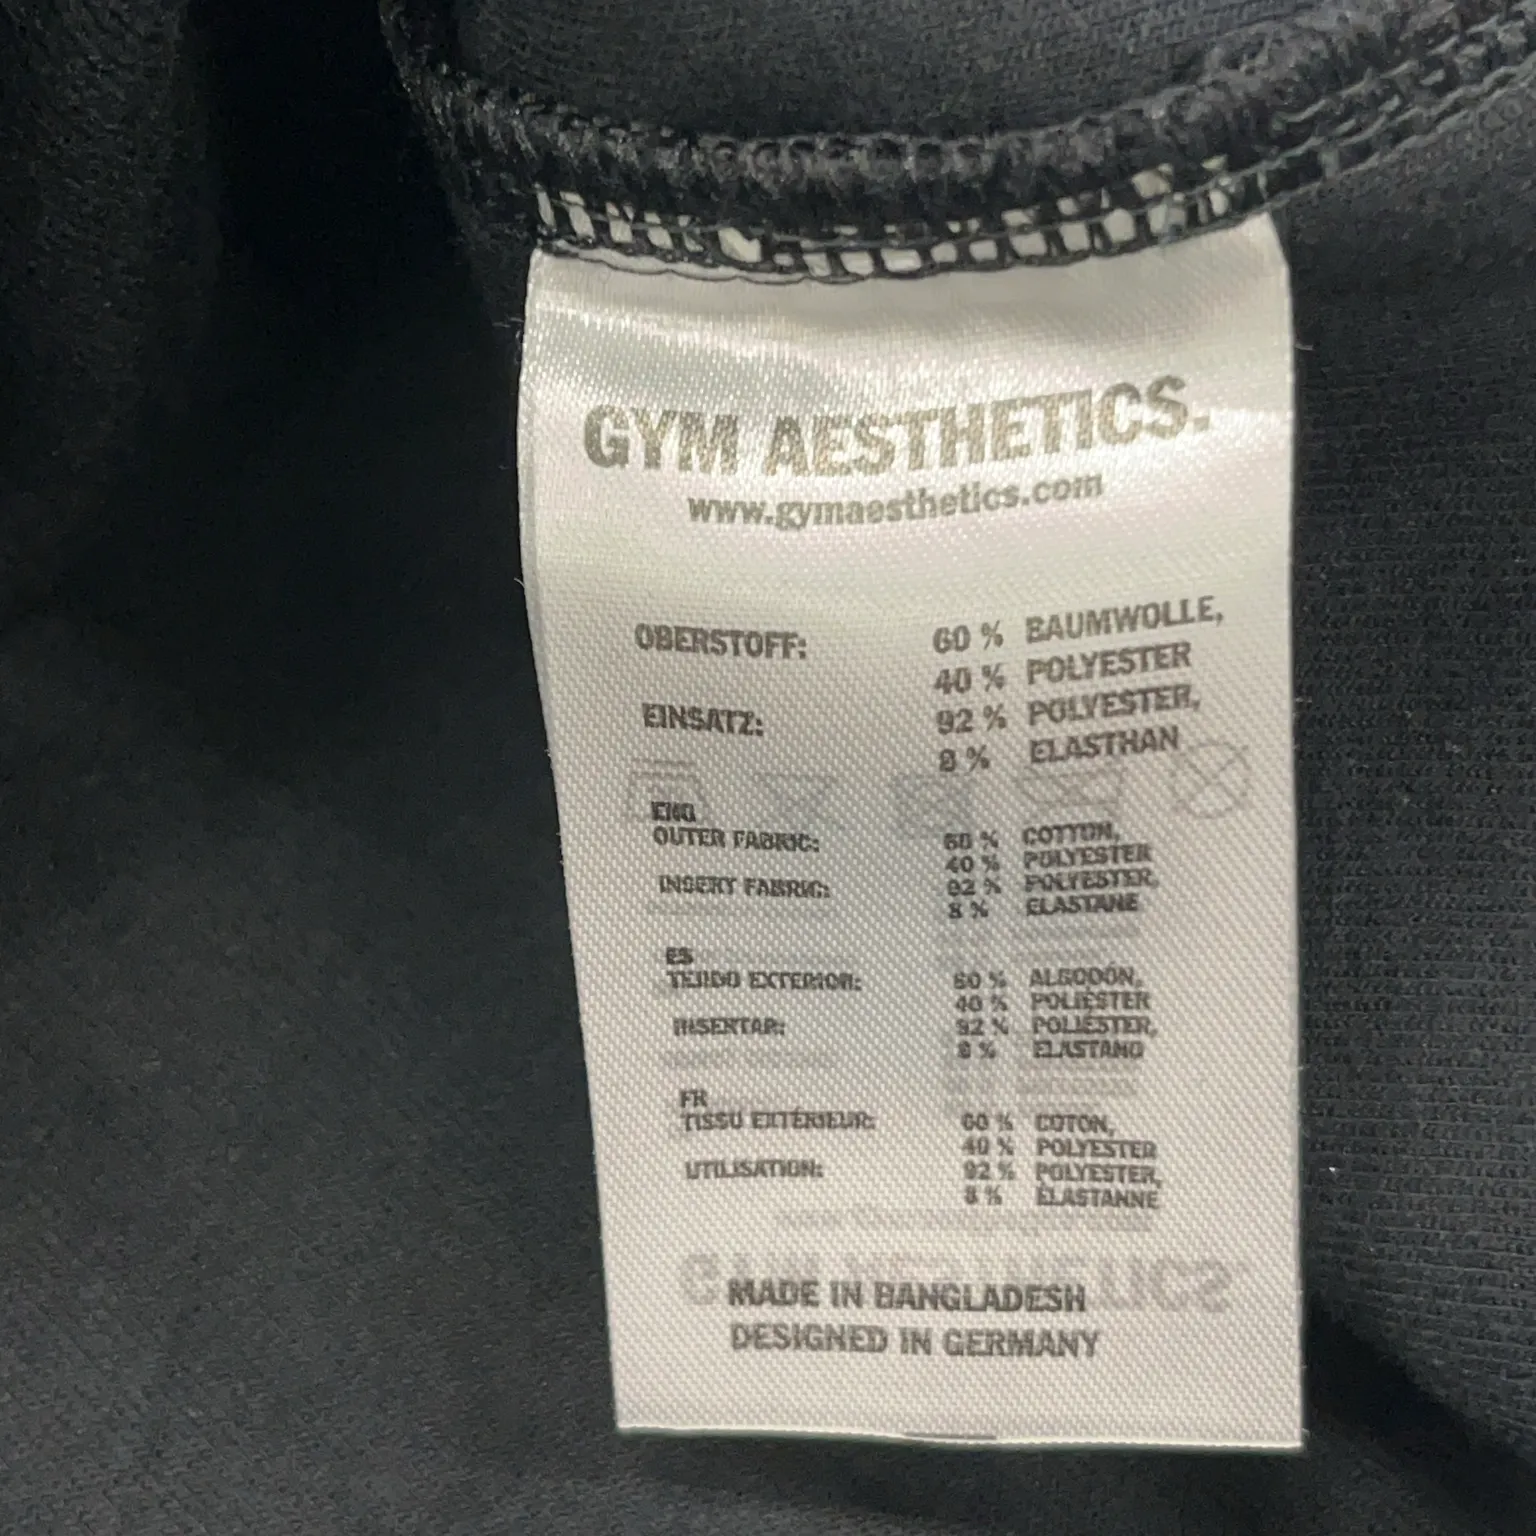 GYM AESTHETICS.
www.gymaesthetics.com
OBERSTOFF: 60 % BAUMWOLLE,
40 % POLYESTER
EINSATZ: 92 % POLYESTER,
8 % ELASTHAN
ENG
OUTER FABRIC: 60 % COTTON,
40 % POLYESTER
INSERT FABRIC: 92 % POLYESTER,
8 % ELASTANE
ES
TEJIDO EXTERIOR: 60 % ALGODÓN,
40 % POLIÉSTER
INSERTAR: 92 % POLIÉSTER,
8 % ELASTANO
FR
TISSU EXTÉRIEUR: 60 % COTON,
40 % POLYESTER
UTILISATION: 92 % POLYESTER,
8 % ÉLASTANNE
MADE IN BANGLADESH
DESIGNED IN GERMANY